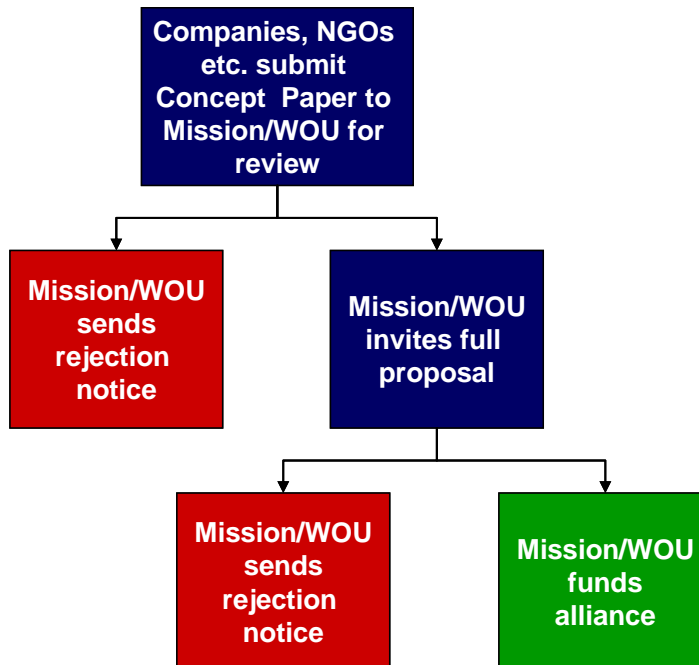 Companies, NGOs
etc. submit
Concept Paper to
Mission/WOU for
review
Mission/WOU
sends
rejection
notice
Mission/WOU
invites full
proposal
Mission/WOU
sends
rejection
notice
Mission/WOU
funds
alliance